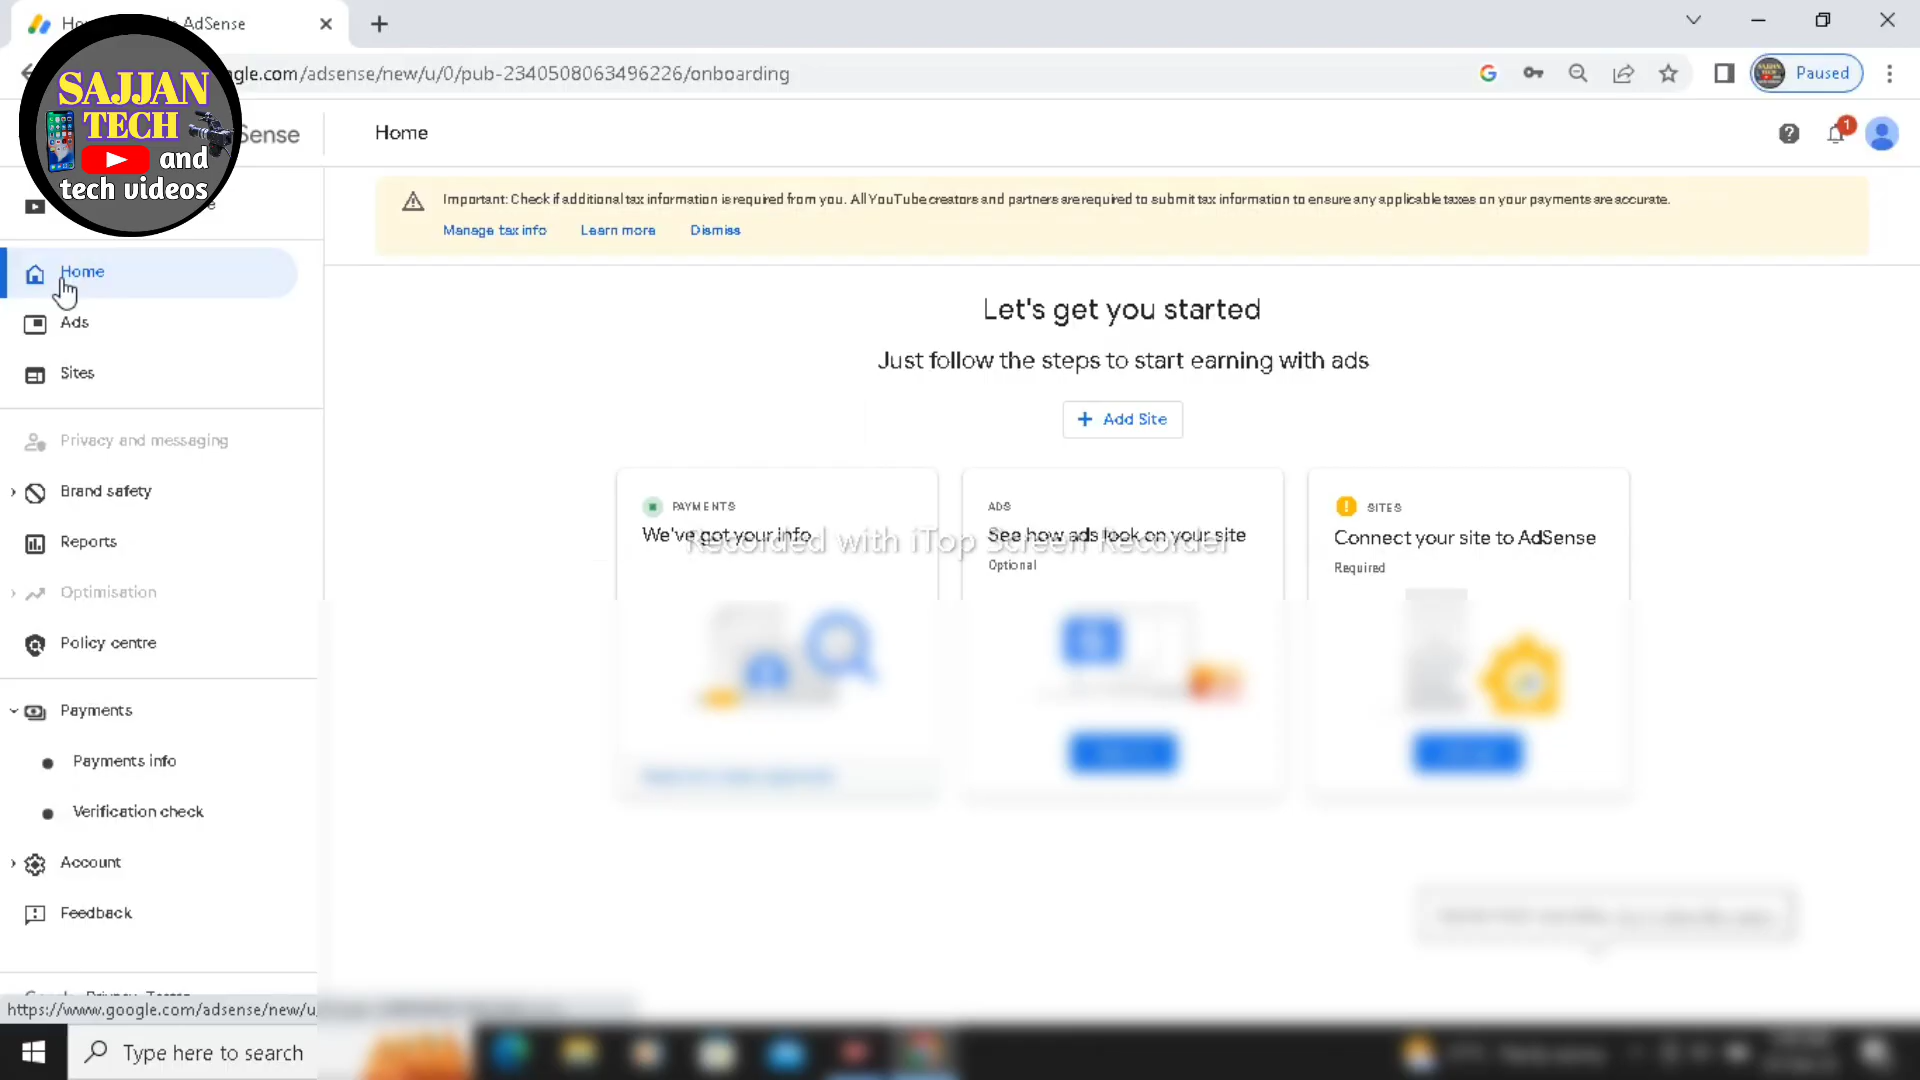 AdSense
SAJJAN
TECH
and
tech videos
gle.com/adsense/new/u/0/pub-2340508063496226/onboarding
Paused
Sense
Home
1
Important: Check if additional tax information is required from you. All YouTube creators and partners are required to submit tax information to ensure any applicable taxes on your payments are accurate.
Manage tax info Learn more Dismiss
Home
Ads
Sites
Privacy and messaging
Brand safety
Reports
Optimisation
Policy centre
Payments
Payments info
Verification check
Account
Feedback
Let's get you started
Just follow the steps to start earning with ads
+ Add Site
PAYMENTS
We've got your info
ADS
See how ads look on your site
Optional
SITES
Connect your site to AdSense
Required
Recorded with iTop Screen Recorder
Google Privacy Terms
https://www.google.com/adsense/new/u
Type here to search